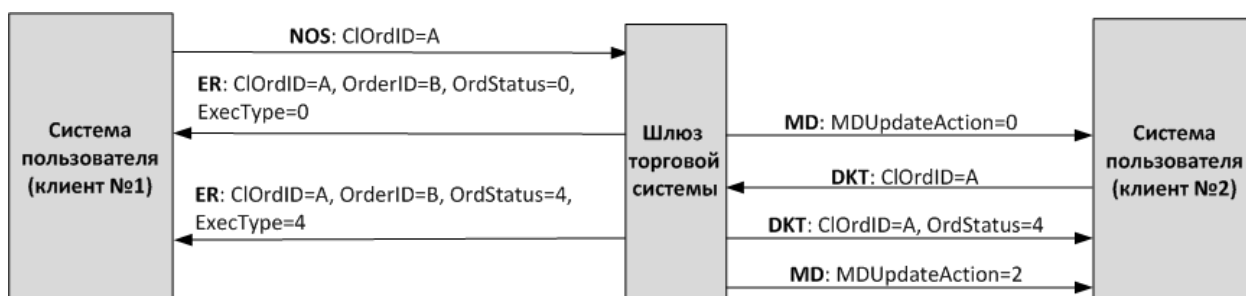 NOS: ClOrdID=A
ER: ClOrdID=A, OrderID=B, OrdStatus=0,
ExecType=0
Система
пользователя
(клиент №1)
Шлюз
торговой
системы
MD: MDUpdateAction=0
Система
пользователя
(клиент №2)
DKT: ClOrdID=A
ER: ClOrdID=A, OrderID=B, OrdStatus=4,
ExecType=4
DKT: ClOrdID=A, OrdStatus=4
MD: MDUpdateAction=2